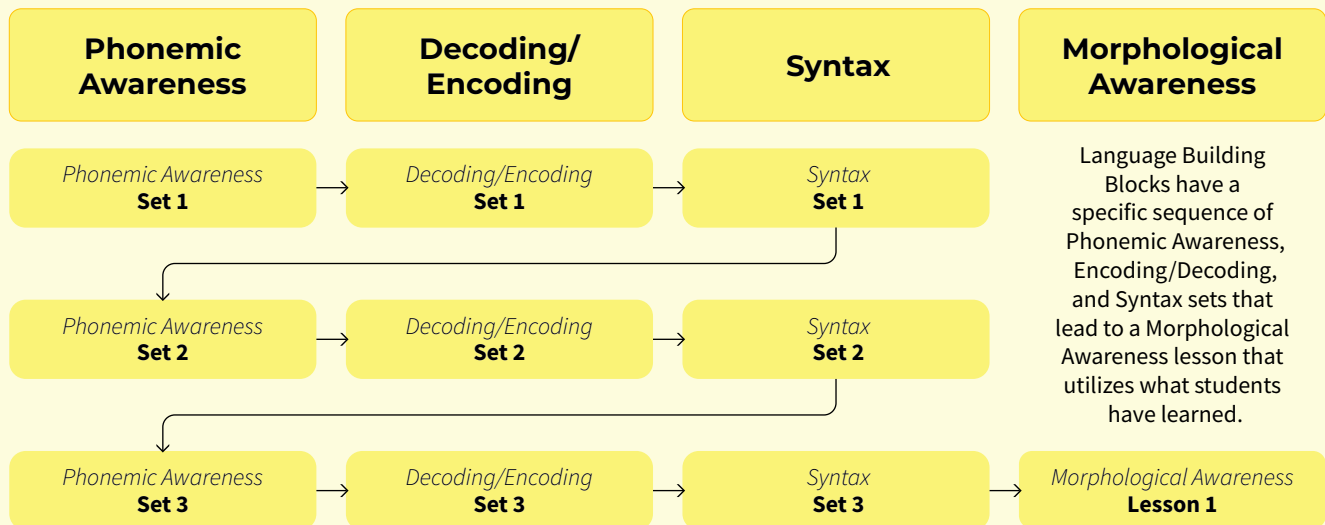 Phonemic
Awareness
Decoding/
Encoding
Syntax
Morphological
Awareness
Phonemic Awareness
Set 1
Decoding/Encoding
Set 1
Syntax
Set 1
Language Building
Blocks have a
specific sequence of
Phonemic Awareness,
Encoding/Decoding,
and Syntax sets that
lead to a Morphological
Awareness lesson that
utilizes what students
have learned.
Phonemic Awareness
Set 2
Decoding/Encoding
Set 2
Syntax
Set 2
Phonemic Awareness
Set 3
Decoding/Encoding
Set 3
Syntax
Set 3
Morphological Awareness
Lesson 1